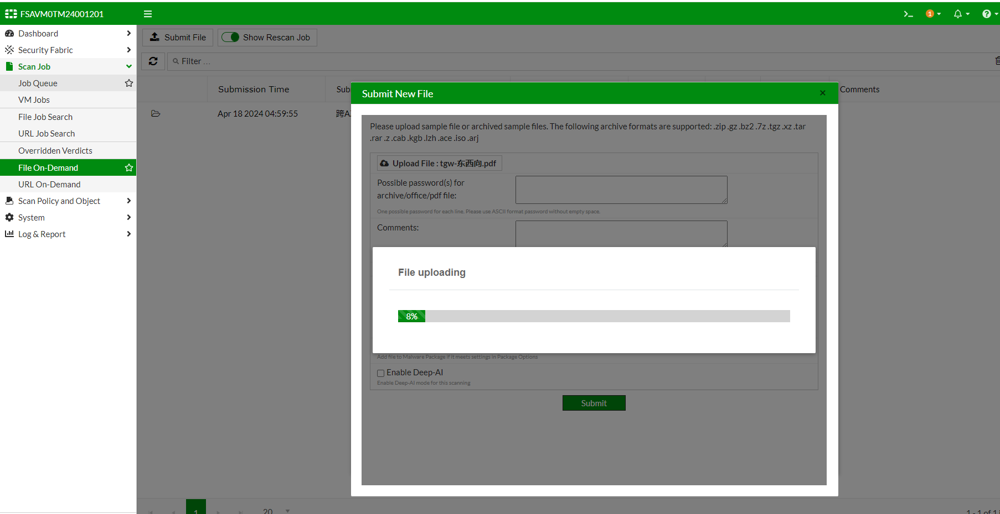 FSAVM0TM24001201
1
Dashboard
Security Fabric
Scan Job
Job Queue
VM Jobs
File Job Search
URL Job Search
Overridden Verdicts
File On-Demand
URL On-Demand
Scan Policy and Object
System
Log & Report
Submit File
Show Rescan Job
Filter ...
Submission Time
Sub
Comments
Apr 18 2024 04:59:55
跨A
Submit New File
×
Please upload sample file or archived sample files. The following archive formats are supported: .zip .gz .bz2 .7z .tgz .xz .tar
.rar .z .cab .kgb .lzh .ace .iso .arj
Upload File : tgw-东西向.pdf
Possible password(s) for
archive/office/pdf file:
One possible password for each line. Please use ASCII format password without empty space.
Comments:
File uploading
8%
Add file to Malware Package if it meets settings in Package Options
Enable Deep-AI
Enable Deep-AI mode for this scanning
Submit
1
20
1 - 1 of 1